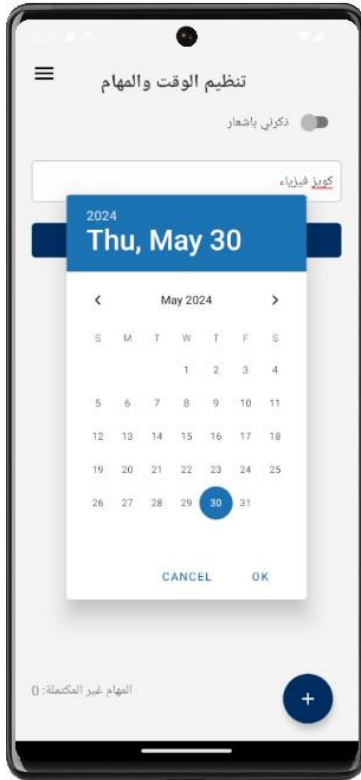 تنظيم الوقت والمهام
ذكرني باشعار
كويز فيزياء
2024
Thu, May 30
< May 2024 >
S M T W T F S
1 2 3 4
5 6 7 8 9 10 11
12 13 14 15 16 17 18
19 20 21 22 23 24 25
26 27 28 29 30 31
CANCEL OK
المهام غير المكتملة: 0
+